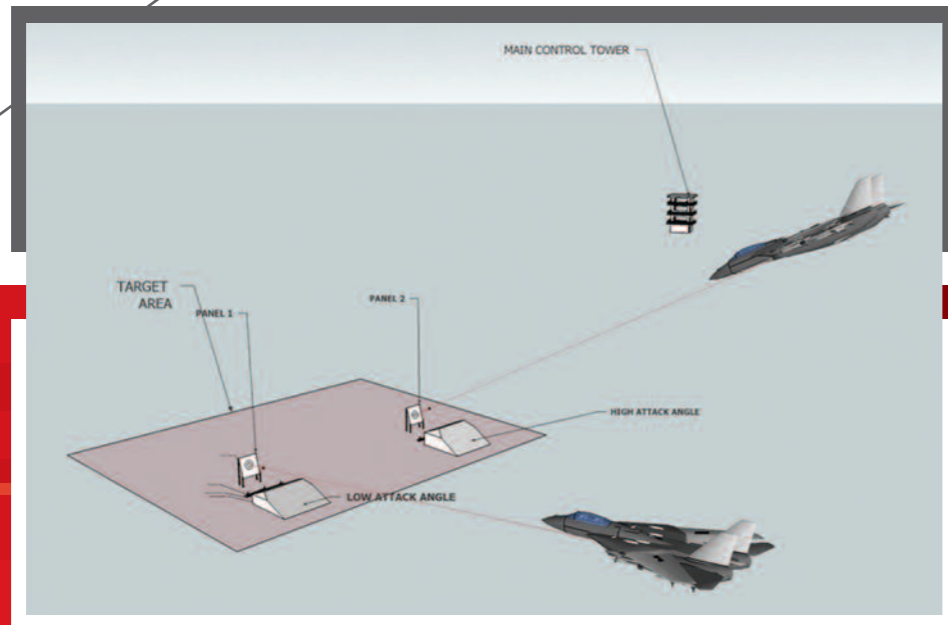 MAIN CONTROL TOWER
TARGET
AREA
PANEL 1
PANEL 2
HIGH ATTACK ANGLE
LOW ATTACK ANGLE